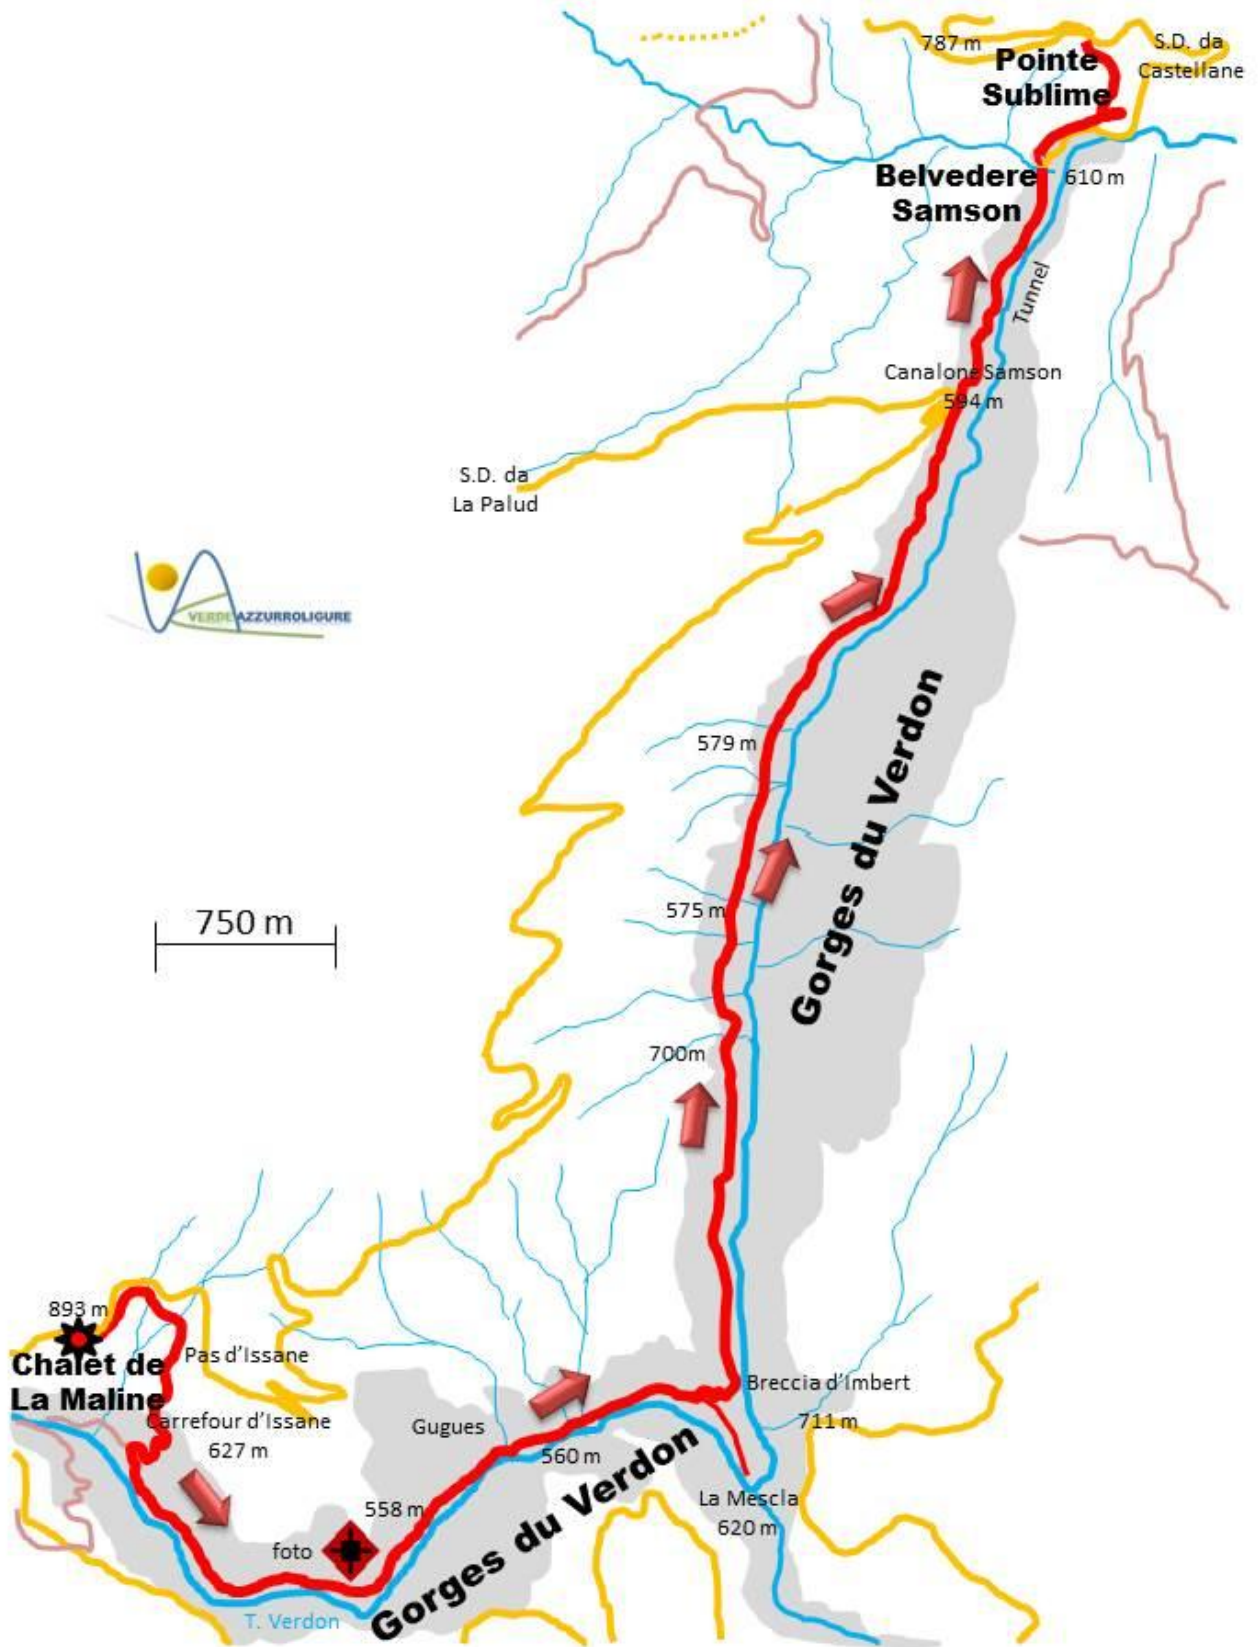 787 m
S.D. da
Castellane
Pointe
Sublime
Belvedere
Samson
610 m
Tunnel
Canalone Samson
594 m
S.D. da
La Palud
VERDEAZZURROLIGURE
Gorges du Verdon
579 m
750 m
575 m
700m
893 m
Chalet de
La Maline
Pas d'Issane
Breccia d'Imbert
711 m
Carrefour d'Issane
627 m
Gugues
560 m
La Mescla
620 m
558 m
foto
Gorges du Verdon
T. Verdon